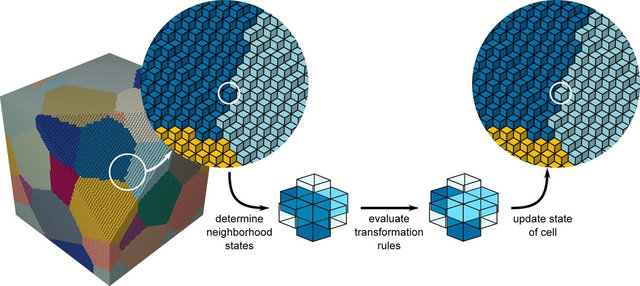 determine
neighborhood
states
evaluate
transformation
rules
update state
of cell